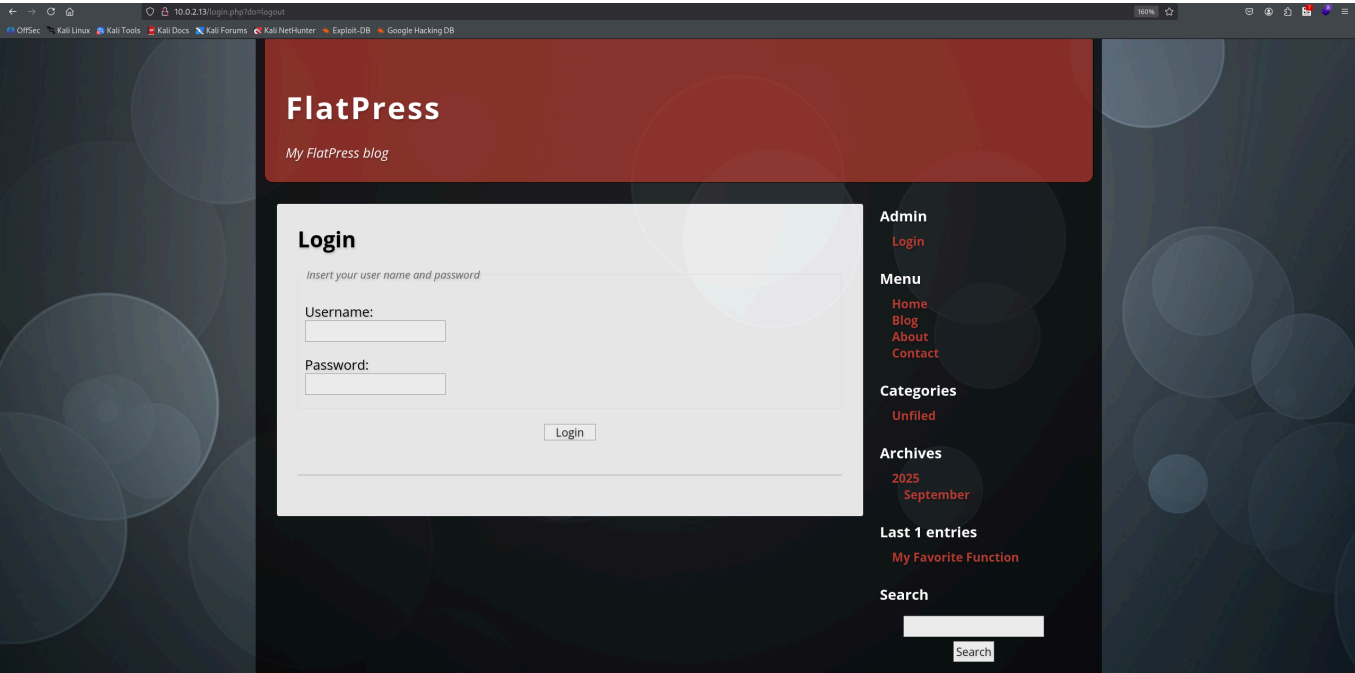 10.0.2.13/login.php?do=logout
160%
OffSec Kali Linux Kali Tools Kali Docs Kali Forums Kali NetHunter Exploit-DB Google Hacking DB
FlatPress
My FlatPress blog
Login
Insert your user name and password
Username:
Password:
Login
Admin
Login
Menu
Home
Blog
About
Contact
Categories
Unfiled
Archives
2025
September
Last 1 entries
My Favorite Function
Search
Search